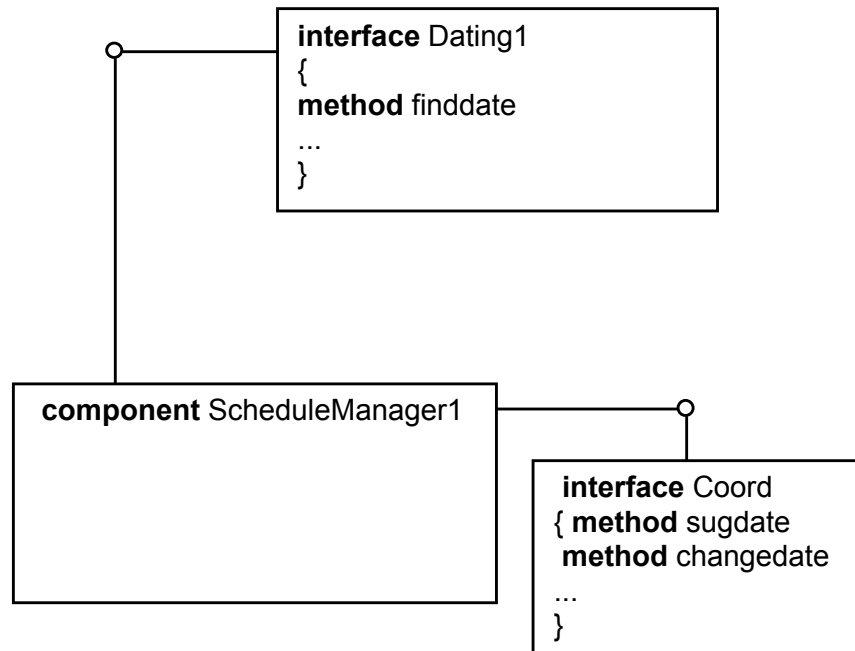 interface Dating1
{
method finddate
...
}
component ScheduleManager1
interface Coord
{ method sugdate
method changedate
...
}